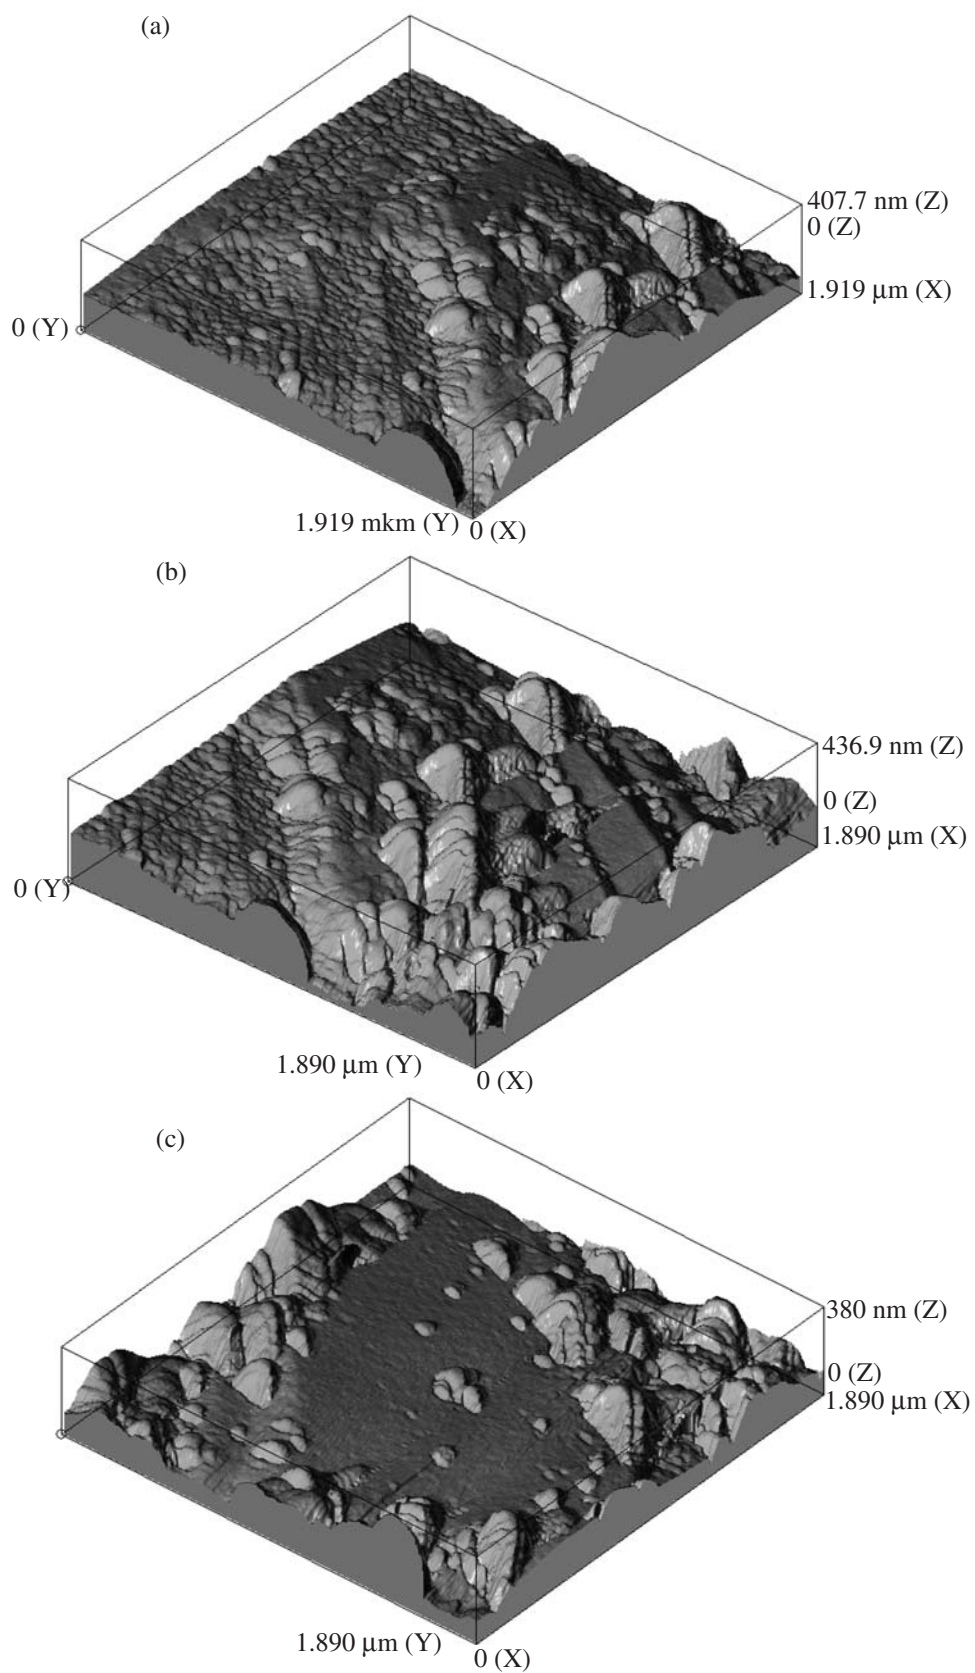 (a)
407.7 nm (Z)
0 (Z)
1.919 μm (X)
0 (Y)
1.919 mkm (Y)
0 (X)
(b)
436.9 nm (Z)
0 (Z)
1.890 μm (X)
0 (Y)
1.890 μm (Y)
0 (X)
(c)
380 nm (Z)
0 (Z)
1.890 μm (X)
1.890 μm (Y)
0 (X)